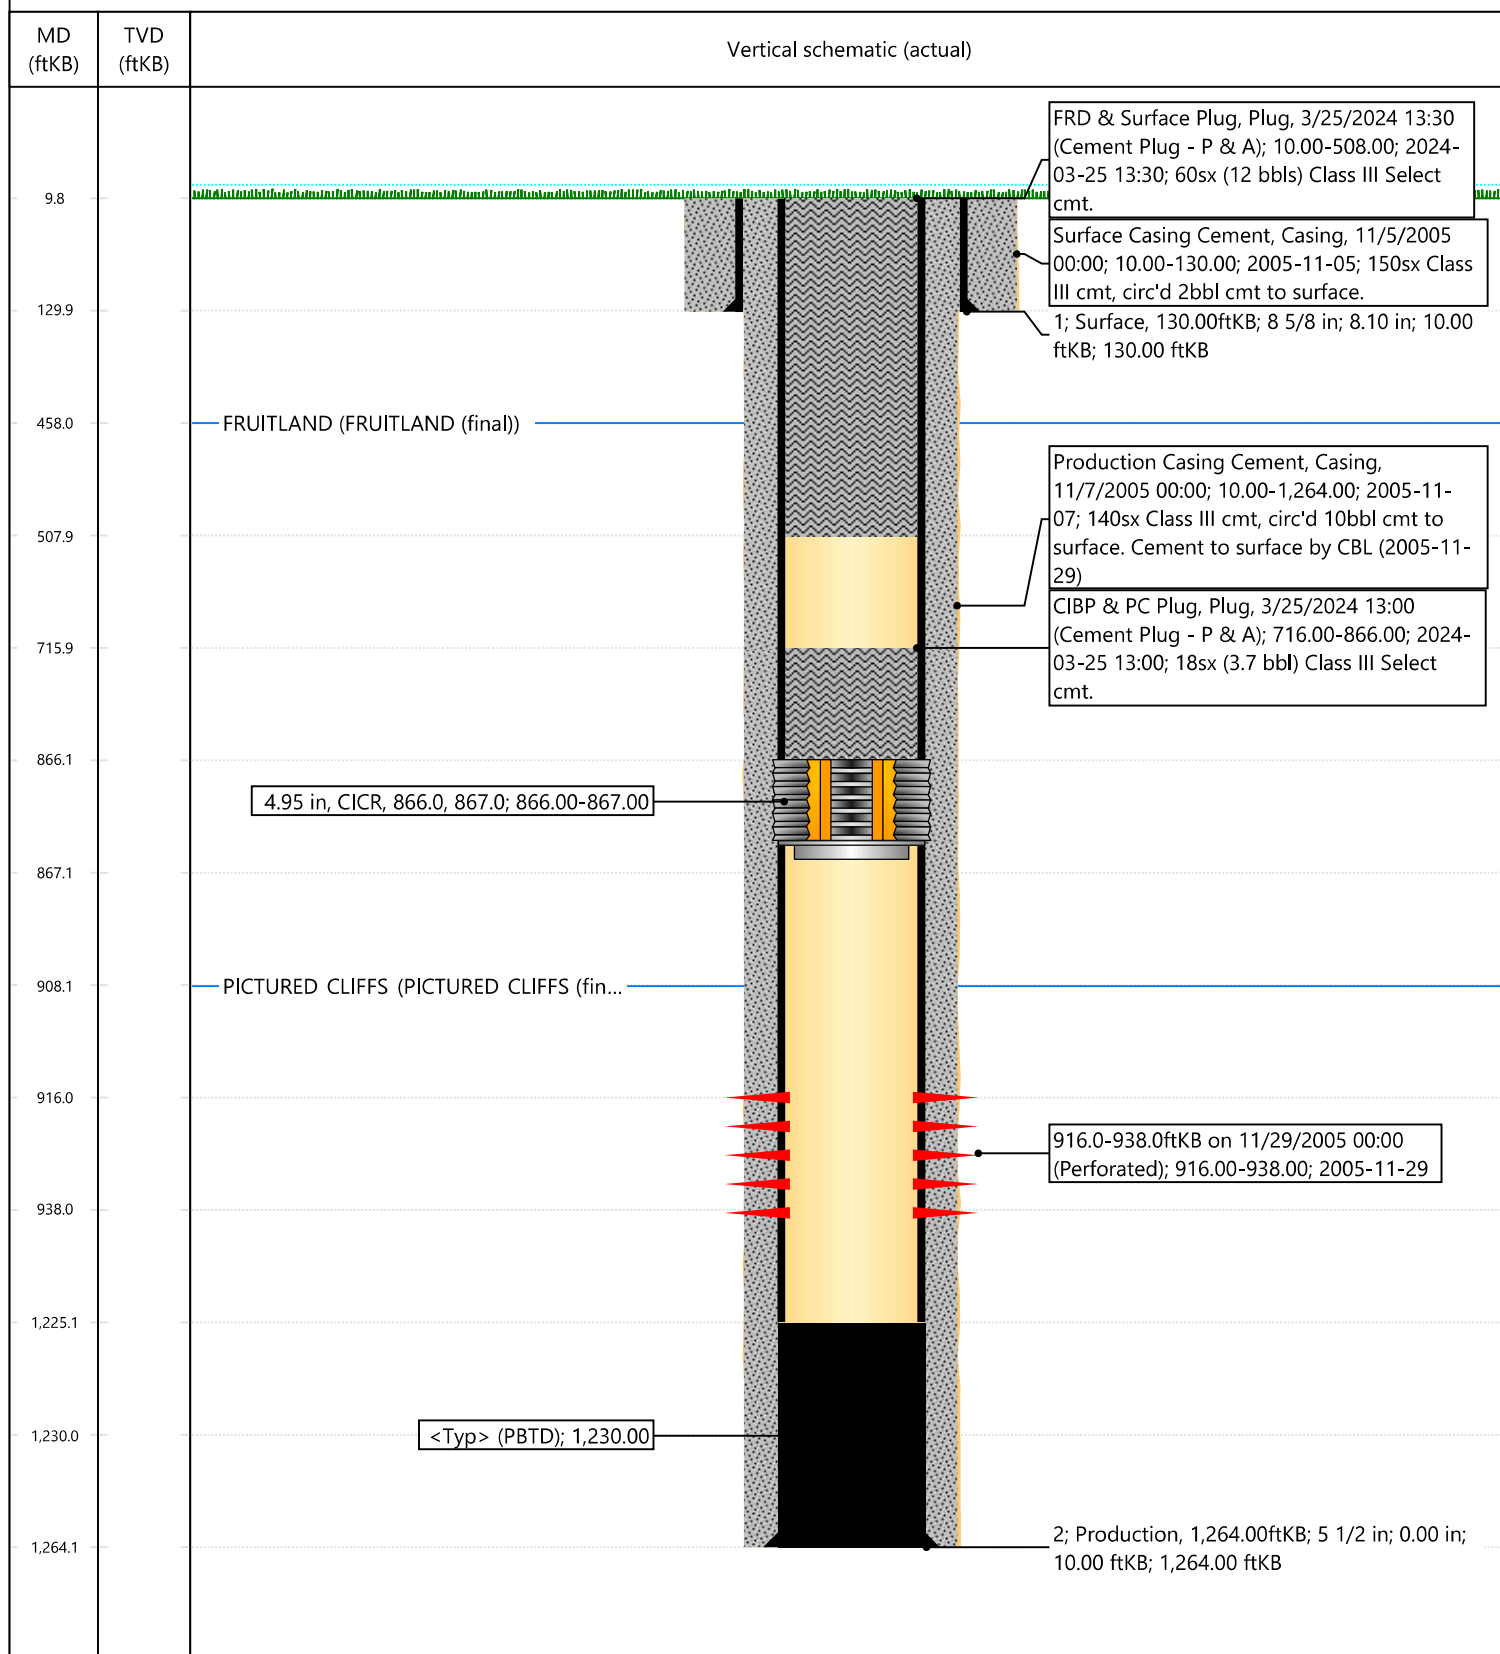 MD
(ftKB)
TVD
(ftKB)
Vertical schematic (actual)
FRD & Surface Plug, Plug, 3/25/2024 13:30
(Cement Plug - P & A); 10.00-508.00; 2024-
03-25 13:30; 60sx (12 bbls) Class III Select
cmt.
9.8
Surface Casing Cement, Casing, 11/5/2005
00:00; 10.00-130.00; 2005-11-05; 150sx Class
III cmt, circ'd 2bbl cmt to surface.
129.9
1; Surface, 130.00ftKB; 8 5/8 in; 8.10 in; 10.00
ftKB; 130.00 ftKB
458.0
FRUITLAND (FRUITLAND (final))
Production Casing Cement, Casing,
11/7/2005 00:00; 10.00-1,264.00; 2005-11-
07; 140sx Class III cmt, circ'd 10bbl cmt to
surface. Cement to surface by CBL (2005-11-
29)
507.9
CIBP & PC Plug, Plug, 3/25/2024 13:00
(Cement Plug - P & A); 716.00-866.00; 2024-
03-25 13:00; 18sx (3.7 bbl) Class III Select
cmt.
715.9
866.1
4.95 in, CICR, 866.0, 867.0; 866.00-867.00
867.1
908.1
PICTURED CLIFFS (PICTURED CLIFFS (fin...
916.0
916.0-938.0ftKB on 11/29/2005 00:00
(Perforated); 916.00-938.00; 2005-11-29
938.0
1,225.1
<Typ> (PBTD); 1,230.00
1,230.0
2; Production, 1,264.00ftKB; 5 1/2 in; 0.00 in;
10.00 ftKB; 1,264.00 ftKB
1,264.1